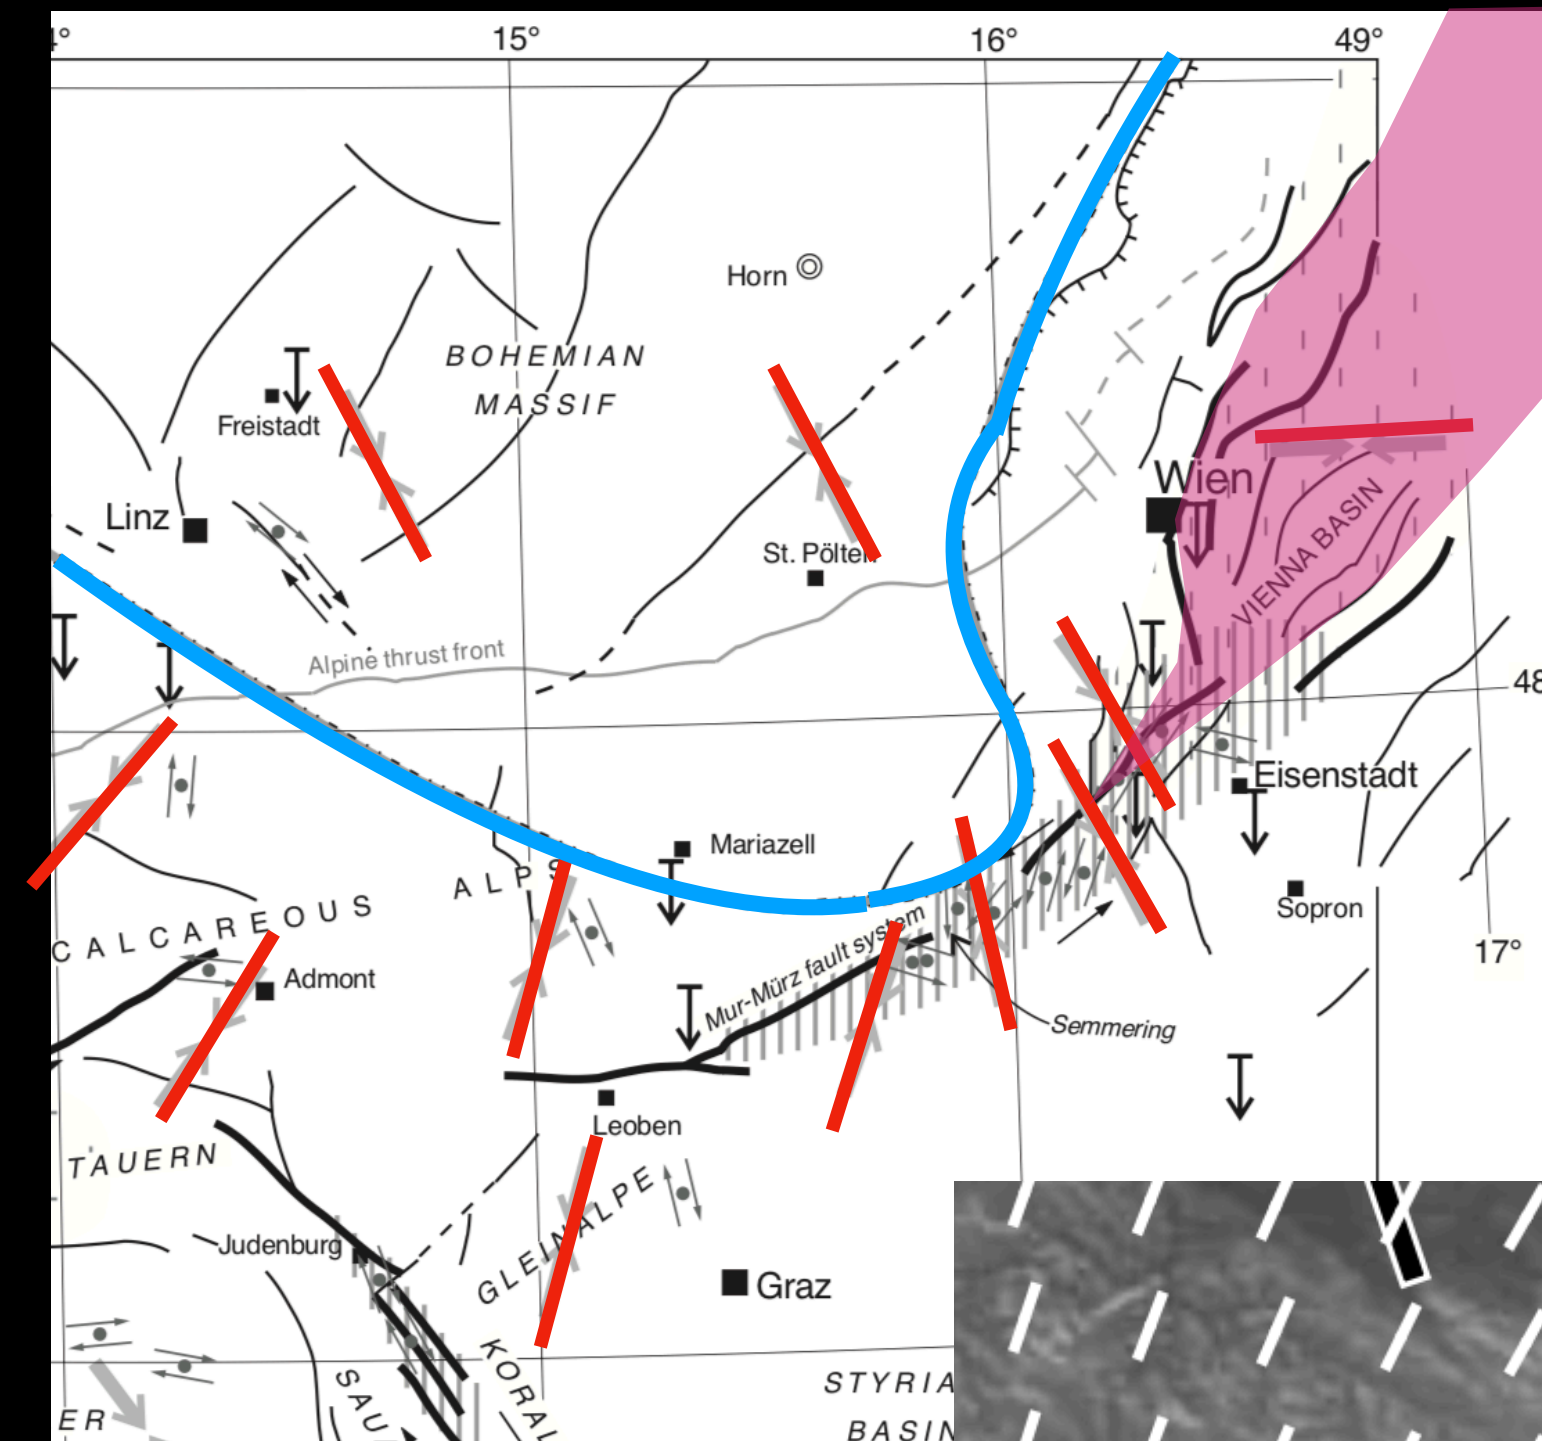 4°
15°
16°
49°
Horn
BOHEMIAN
MASSIF
Freistadt
Linz
Wien
St. Pölten
VIENNA BASIN
Alpine thrust front
48
Eisenstadt
Mariazell
ALPS
CALCAREOUS
Sopron
Admont
Mur-Mürz fault system
17°
Semmering
Leoben
TAUERN
Judenburg
GLEINALPE
Graz
KORAL
SAU
STYRIA
BASIN
ER